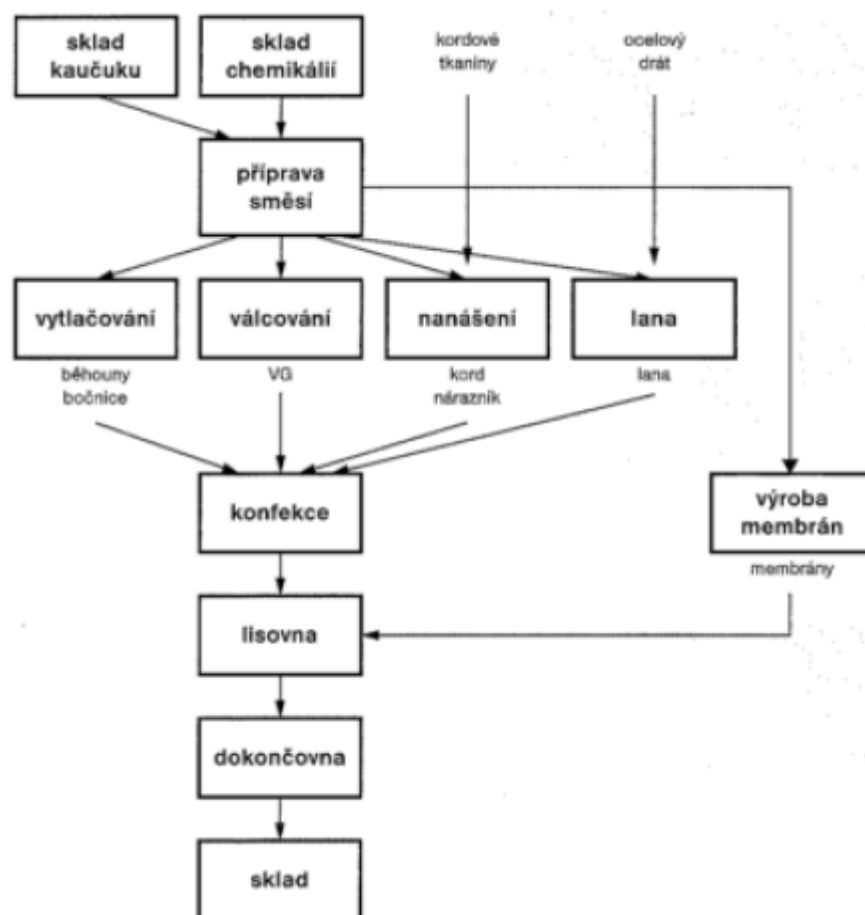 sklad
kaučuku
sklad
chemikálií
kordové
tkaníny
ocelový
drát
příprava
směsí
vytlačování
válcování
nanášení
lana
běhouny
bočnice
VG
kord
nárazník
lana
konfekce
výroba
membrán
membrány
lisovna
dokončovna
sklad